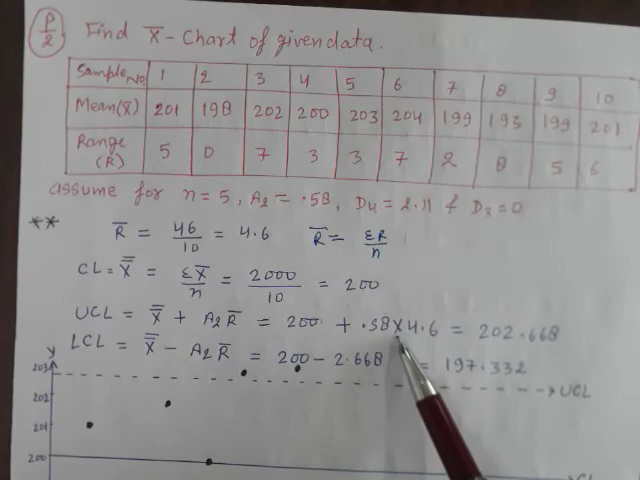 P/2 Find X̄ - Chart of given data.
Sample No. 1 2 3 4 5 6 7 8 9 10
Mean(X̄) 201 198 202 200 203 204 199 193 199 201
Range (R) 5 0 7 3 3 7 2 8 5 6
assume for n = 5, A₂ = .58, D₄ = 2.11 & D₃ = 0
** R̄ = 46/10 = 4.6 R̄ = ΣR/n
CL = X̿ = ΣX̄/n = 2000/10 = 200
UCL = X̿ + A₂R̄ = 200 + .58×4.6 = 202.668
LCL = X̿ - A₂R̄ = 200 - 2.668 = 197.332
y
203
UCL
202
201
200